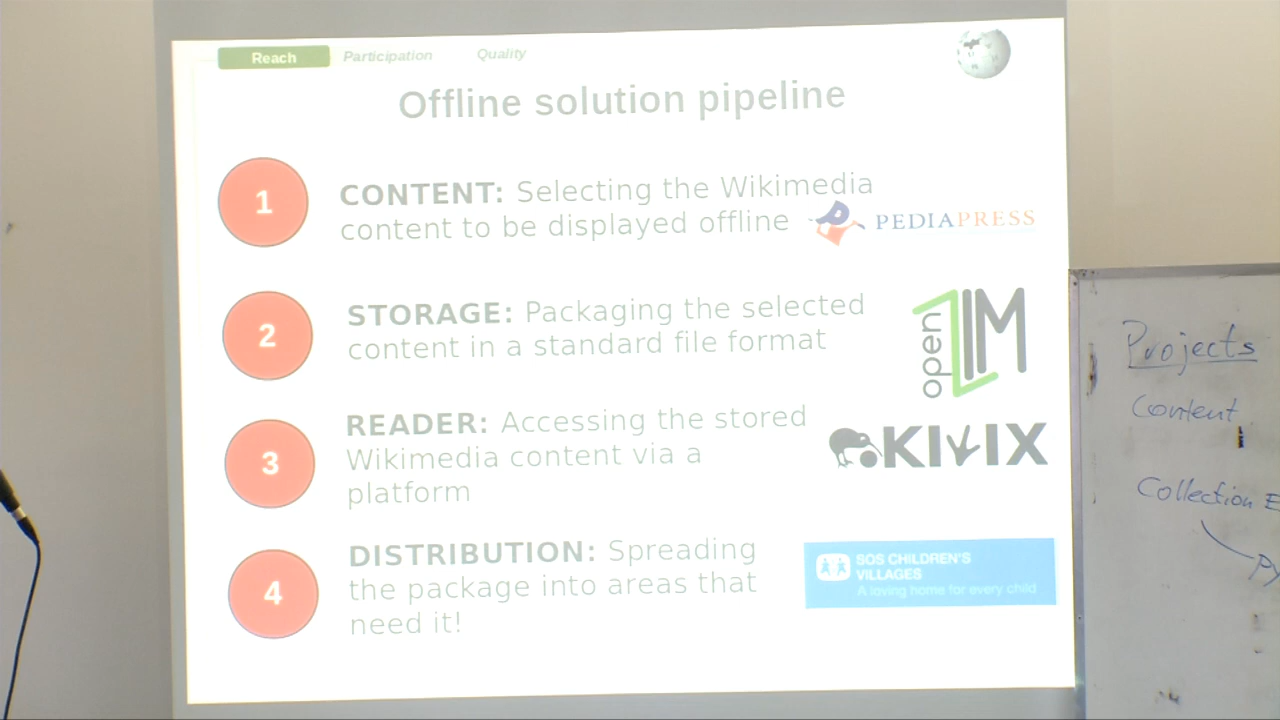 Reach Participation Quality
Offline solution pipeline
1
CONTENT: Selecting the Wikimedia
content to be displayed offline
PEDIAPRESS
2
STORAGE: Packaging the selected
content in a standard file format
open ZIM
3
READER: Accessing the stored
Wikimedia content via a
platform
KIWIX
4
DISTRIBUTION: Spreading
the package into areas that
need it!
SOS CHILDREN'S
VILLAGES
A loving home for every child
Projects
Content
Collection E
Py